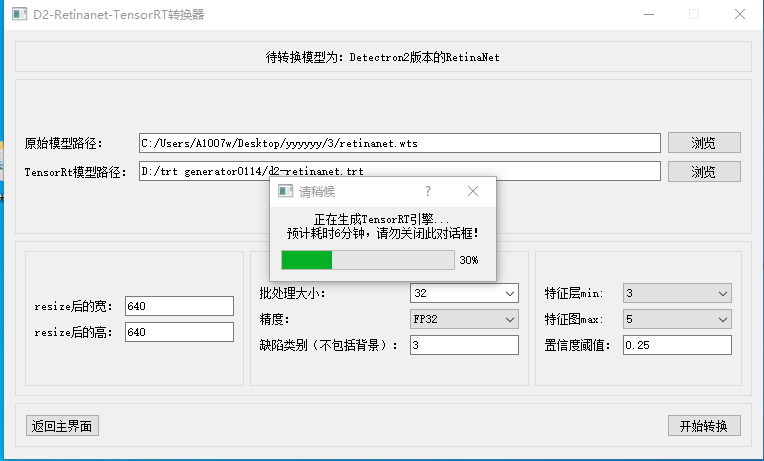 D2-Retinanet-TensorRT转换器
待转换模型为：Detectron2版本的RetinaNet
原始模型路径：
C:/Users/A1007w/Desktop/yyyyyy/3/retinanet.wts
浏览
TensorRt模型路径：
D:/trt generator0114/d2-retinanet.trt
浏览
请稍候
?
正在生成TensorRT引擎...
预计耗时6分钟，请勿关闭此对话框！
30%
resize后的宽：
640
resize后的高：
640
批处理大小：
32
精度：
FP32
缺陷类别（不包括背景）：
3
特征层min：
3
特征图max：
5
置信度阈值：
0.25
返回主界面
开始转换